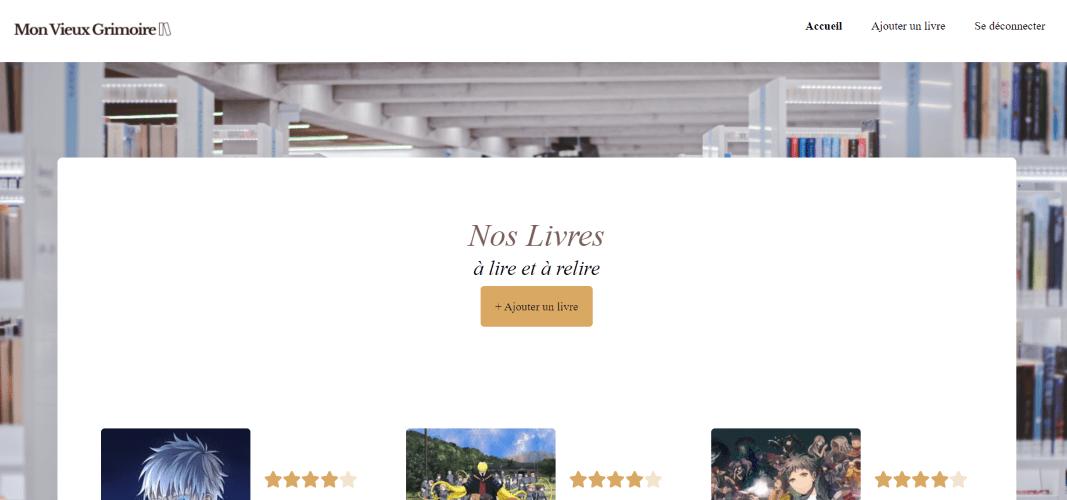 Mon Vieux Grimoire
Accueil
Ajouter un livre
Se déconnecter
Nos Livres
à lire et à relire
+ Ajouter un livre